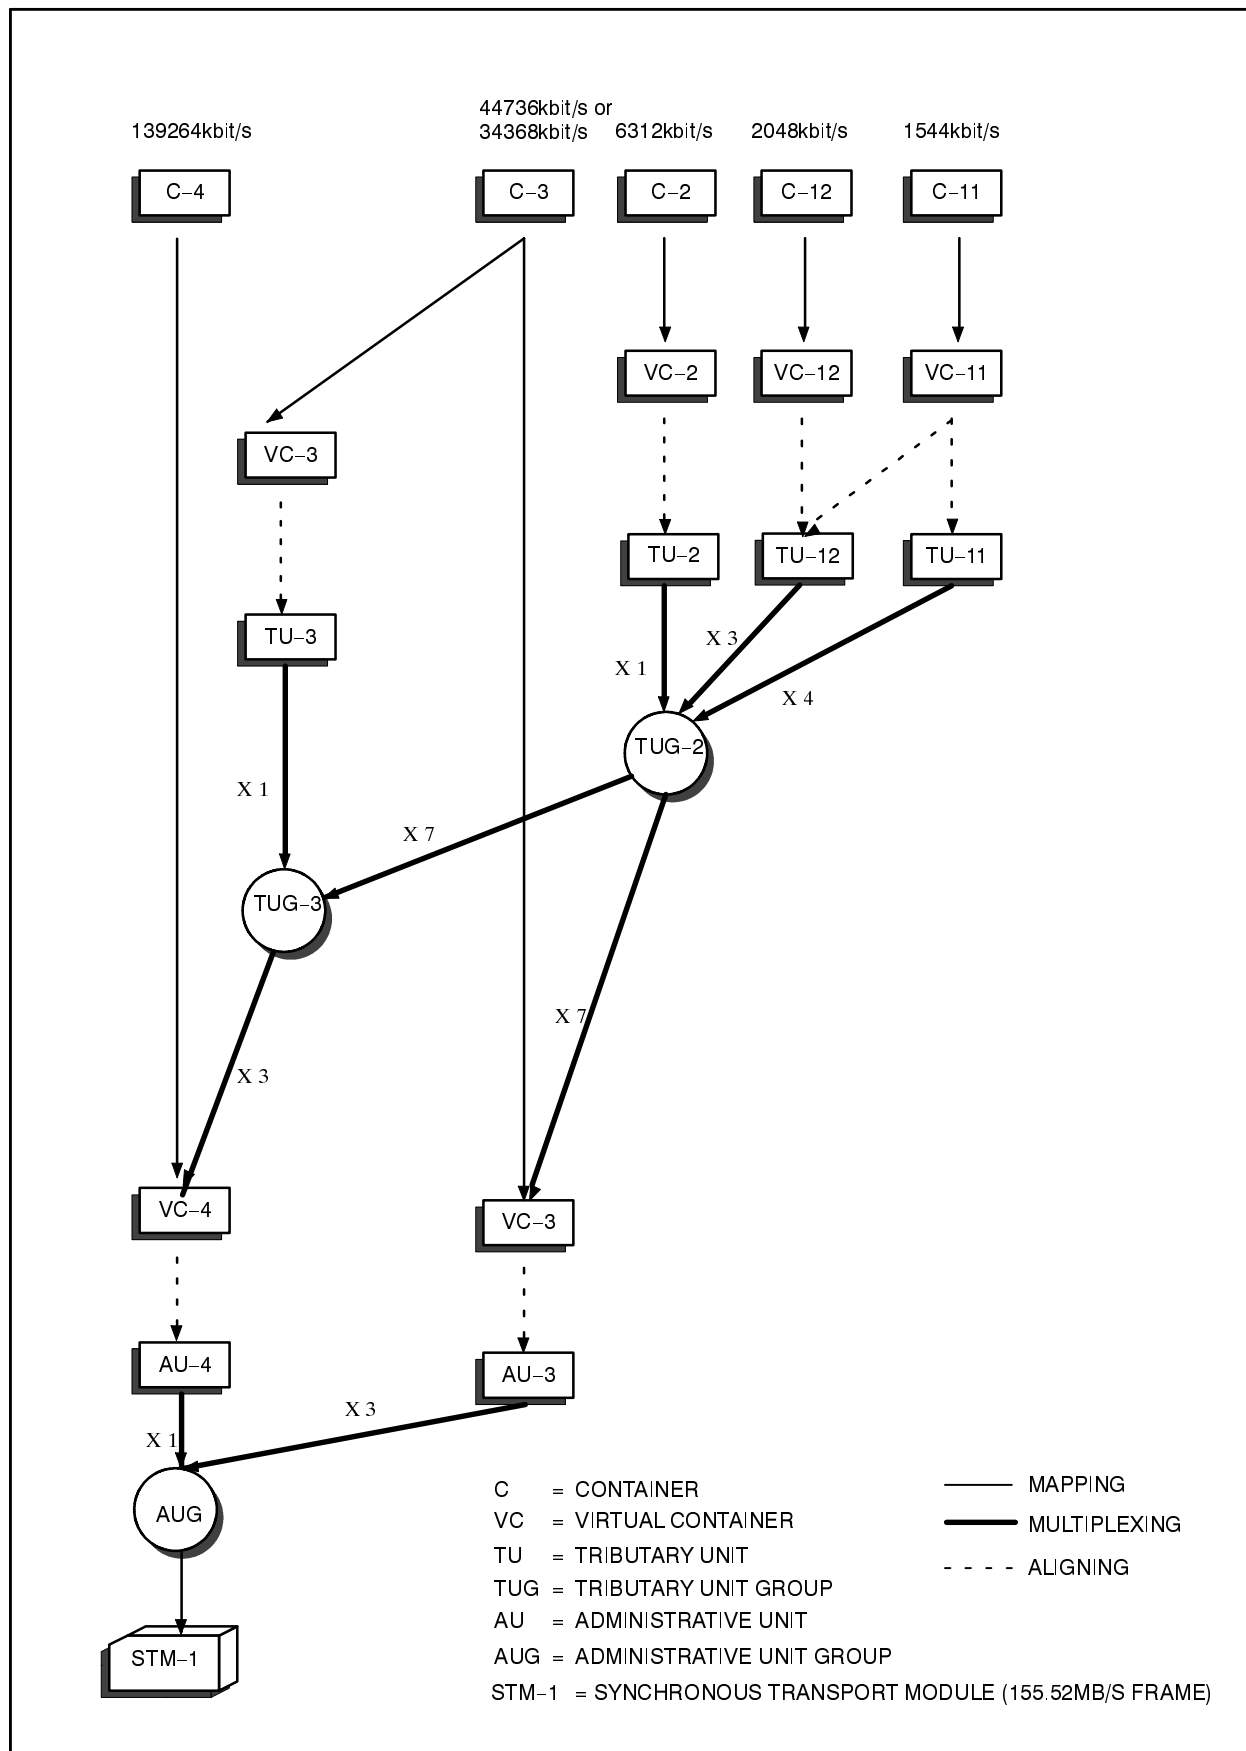 44736kbit/s or
139264kbit/s 34368kbit/s 6312kbit/s 2048kbit/s 1544kbit/s
C–4 C–3 C–2 C–12 C–11
VC–2 VC–12 VC–11
VC–3
TU–2 TU–12 TU–11
TU–3
X 3
X 1
X 4
TUG–2
X 1
X 7
TUG–3
X 7
X 3
VC–4 VC–3
AU–4 AU–3
X 3
X 1
AUG
STM–1
C = CONTAINER
VC = VIRTUAL CONTAINER
TU = TRIBUTARY UNIT
TUG = TRIBUTARY UNIT GROUP
AU = ADMINISTRATIVE UNIT
AUG = ADMINISTRATIVE UNIT GROUP
STM–1 = SYNCHRONOUS TRANSPORT MODULE (155.52MB/S FRAME)
MAPPING
MULTIPLEXING
ALIGNING